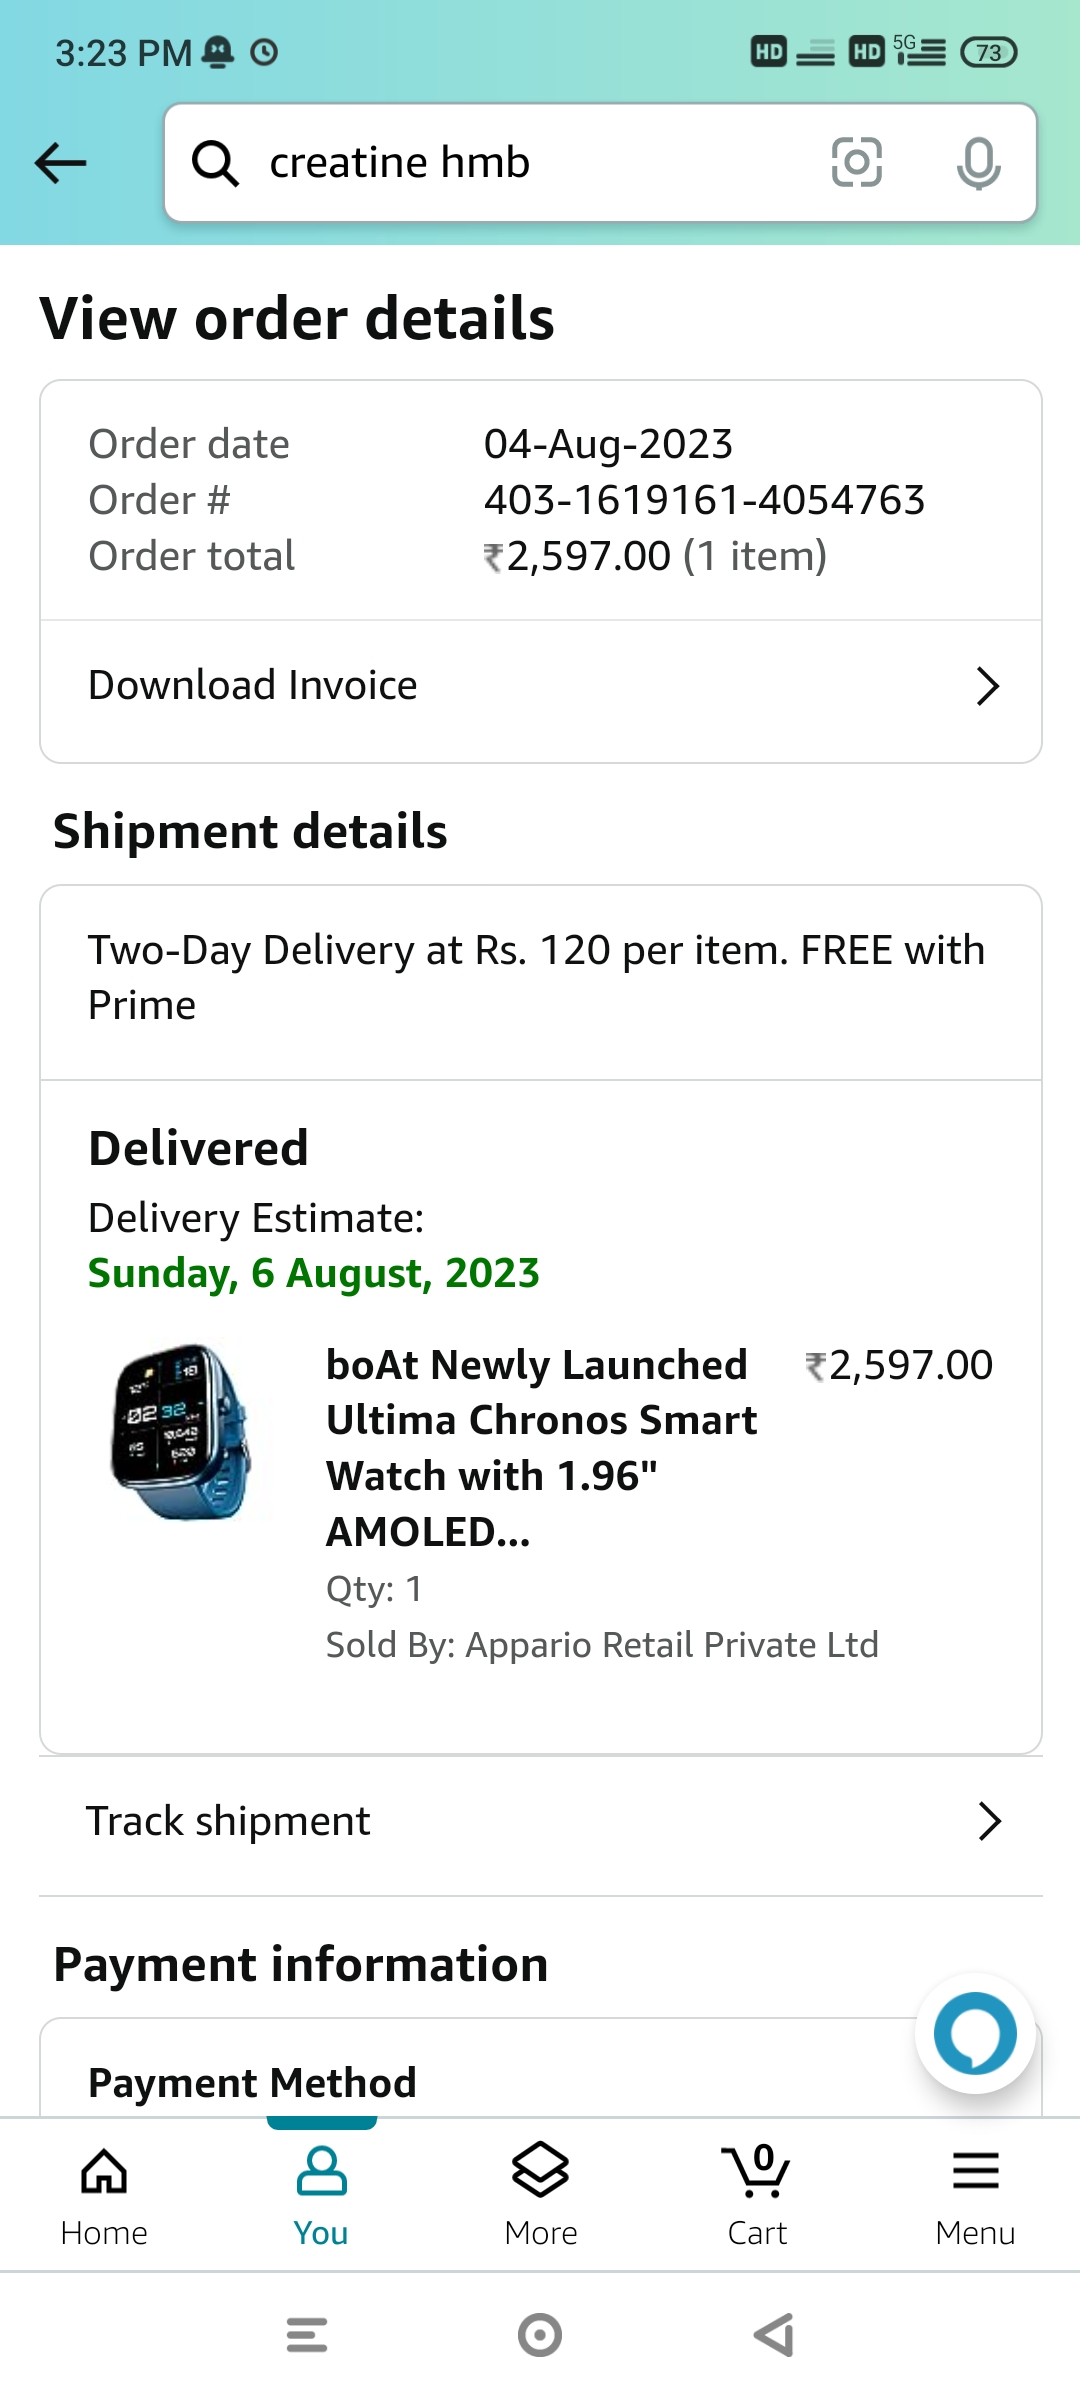 3:23 PM
HD HD 5G 73
creatine hmb
View order details
Order date 04-Aug-2023
Order # 403-1619161-4054763
Order total ₹2,597.00 (1 item)
Download Invoice
Shipment details
Two-Day Delivery at Rs. 120 per item. FREE with
Prime
Delivered
Delivery Estimate:
Sunday, 6 August, 2023
boAt Newly Launched ₹2,597.00
Ultima Chronos Smart
Watch with 1.96"
AMOLED...
Qty: 1
Sold By: Appario Retail Private Ltd
Track shipment
Payment information
Payment Method
0
Home You More Cart Menu